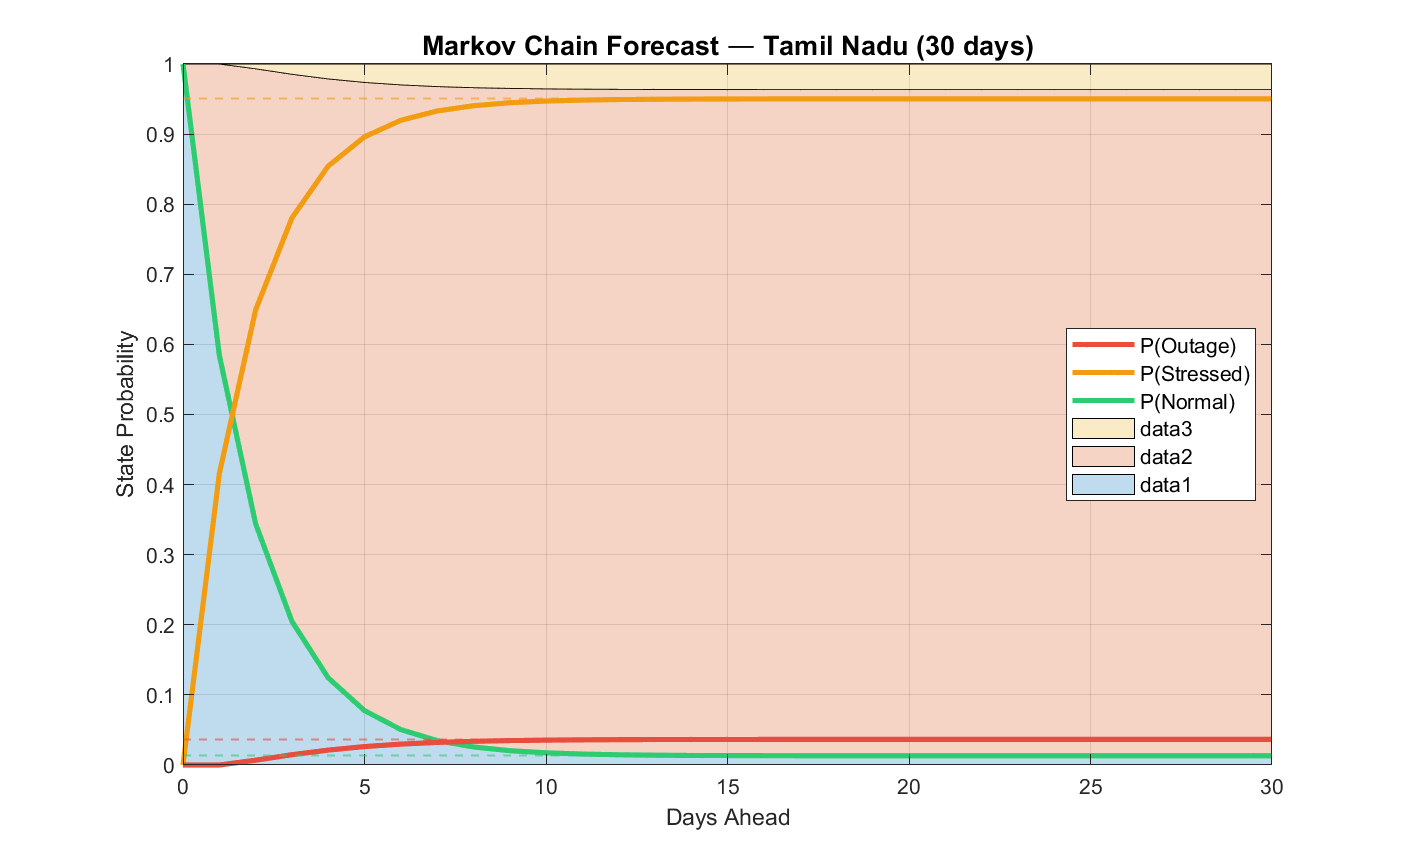 Markov Chain Forecast — Tamil Nadu (30 days)
1
0.9
0.8
0.7
0.6
0.5
0.4
0.3
0.2
0.1
0
State Probability
P(Outage)
P(Stressed)
P(Normal)
data3
data2
data1
0 5 10 15 20 25 30
Days Ahead